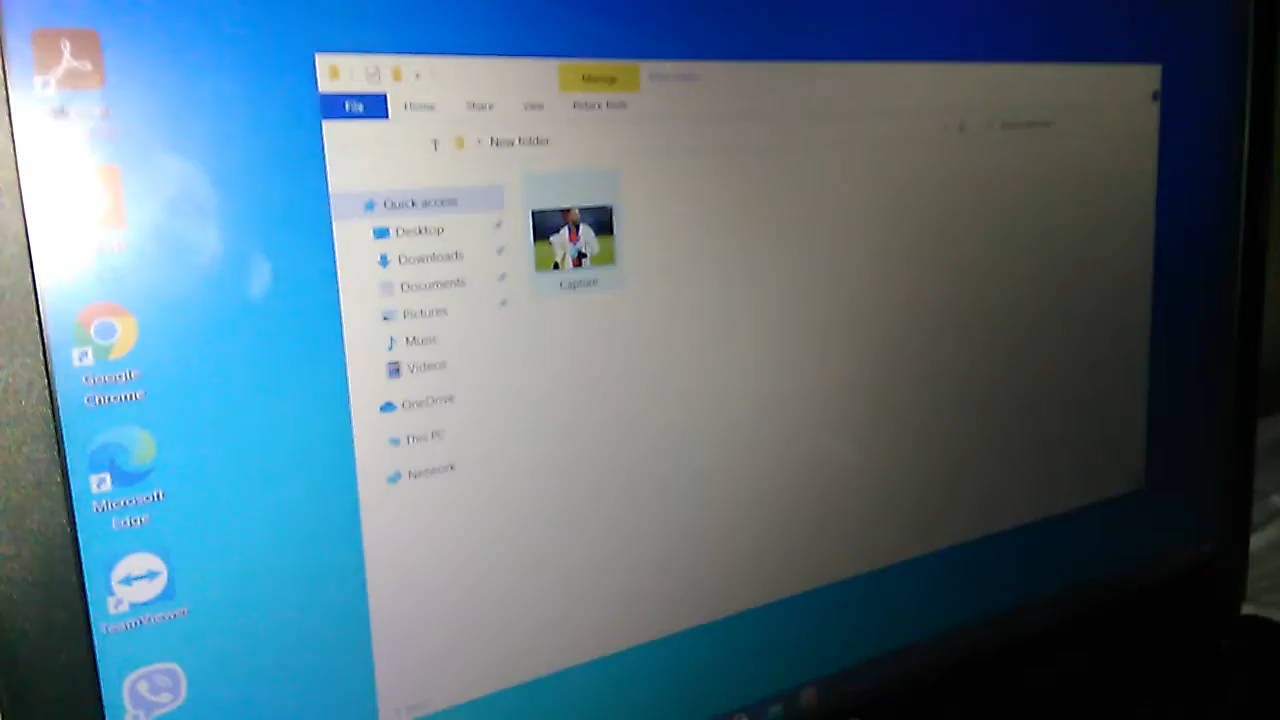 Manage
File
Home
Share
View
Picture Tools
New folder
Quick access
Desktop
Downloads
Documents
Pictures
Music
Videos
OneDrive
This PC
Network
Capture
Google
Chrome
Microsoft
Edge
TeamViewer